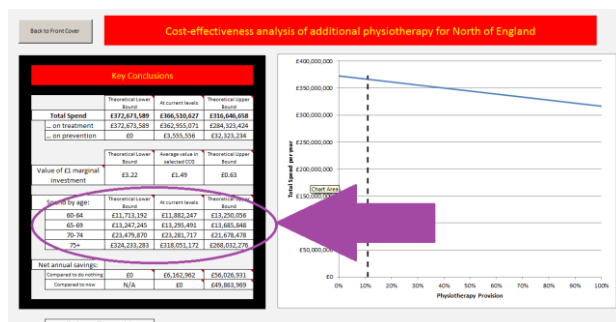 Back to Front Cover
Cost-effectiveness analysis of additional physiotherapy for North of England
Key Conclusions
Theoretical Lower Bound At current levels Theoretical Upper Bound
Total Spend £372,673,589 £366,510,627 £316,646,658
... on treatment £372,673,589 £362,955,071 £284,323,424
... on prevention £0 £3,555,556 £32,323,234
Theoretical Lower Bound Average value in selected CCG Theoretical Upper Bound
Value of £1 marginal investment £3.22 £1.49 £0.63
Spend by age: Theoretical Lower Bound At current levels Theoretical Upper Bound
60-64 £11,713,192 £11,882,247 £13,250,056
65-69 £13,247,245 £13,295,491 £13,685,848
70-74 £23,479,870 £23,281,717 £21,678,478
75+ £324,233,283 £318,051,172 £268,032,276
Net annual savings:
Compared to do nothing £0 £6,162,962 £56,026,931
Compared to now N/A £0 £49,863,969
£400,000,000
£350,000,000
£300,000,000
£250,000,000
£200,000,000
£150,000,000
£100,000,000
£50,000,000
£0
Total Spend per year
Chart Area
0% 10% 20% 30% 40% 50% 60% 70% 80% 90% 100%
Physiotherapy Provision